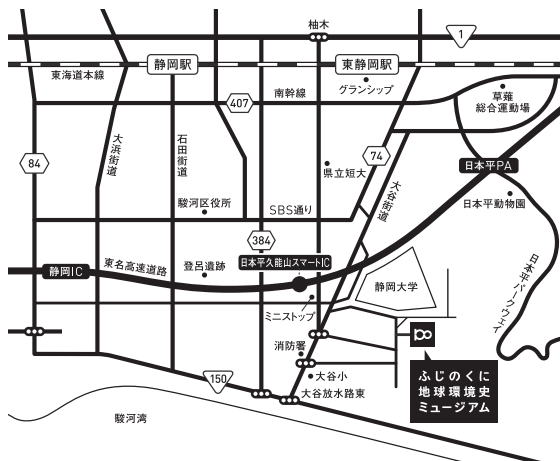 柚木
1
静岡駅
東静岡駅
東海道本線
グランシップ
南幹線
407
草薙
総合運動場
大浜街道
石田街道
84
74
県立短大
日本平PA
大谷街道
駿河区役所
SBS通り
日本平動物園
384
日本平久能山スマートIC
静岡IC
東名高速道路
登呂遺跡
静岡大学
日本平パークウェイ
ミニストップ
消防署
ふじのくに
地球環境史
ミュージアム
大谷小
150
大谷放水路東
駿河湾